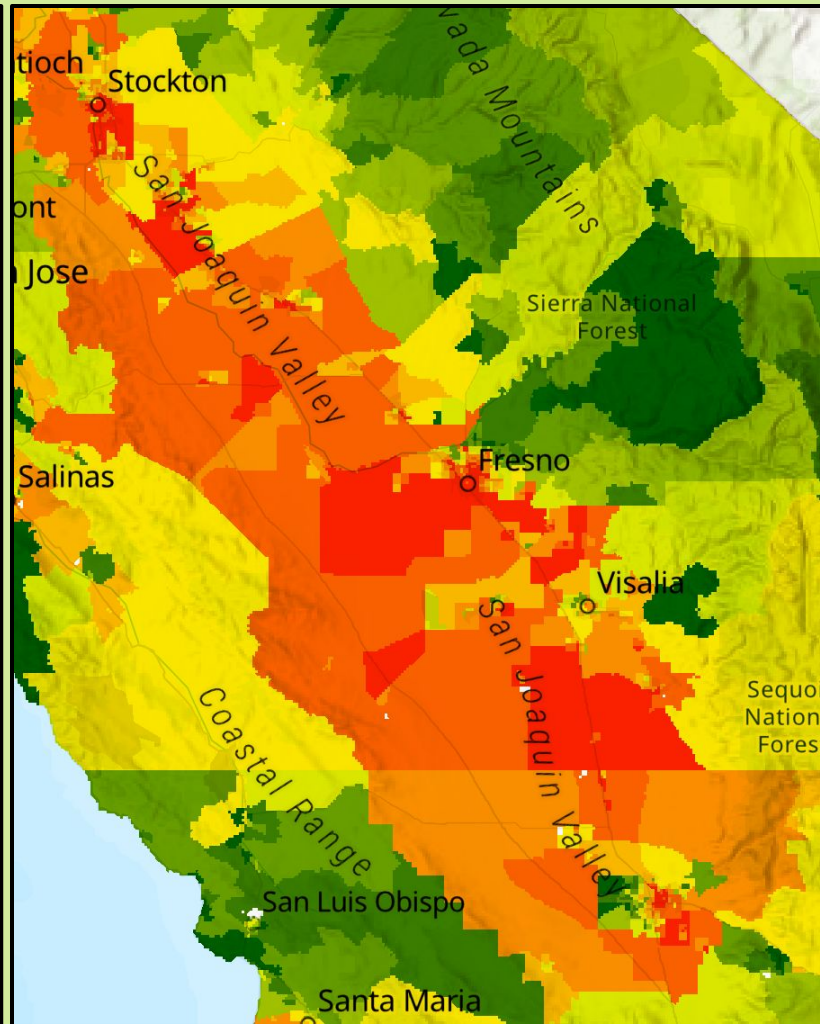 tioch
Stockton
vada Mountains
San Joaquin Valley
ont
Jose
Sierra National
Forest
Salinas
Fresno
Visalia
San Joaquin Valley
Coastal Range
Sequo
Nation
Fores
San Luis Obispo
Santa Maria